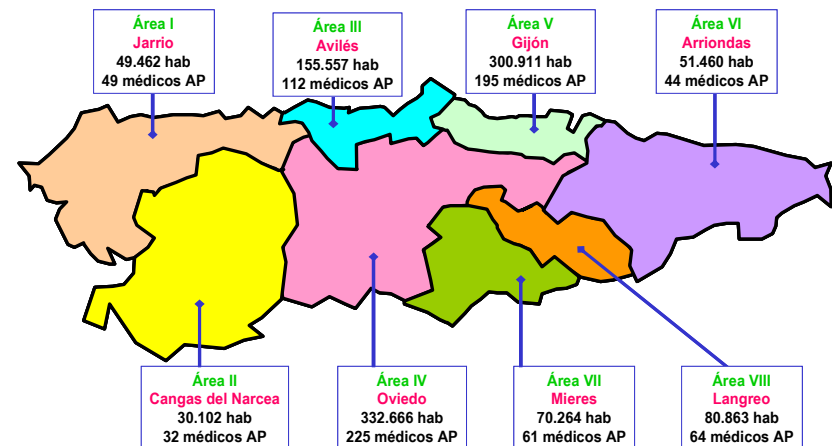 Área I
Jarrio
49.462 hab
49 médicos AP
Área III
Avilés
155.557 hab
112 médicos AP
Área V
Gijón
300.911 hab
195 médicos AP
Área VI
Arriondas
51.460 hab
44 médicos AP
Área II
Cangas del Narcea
30.102 hab
32 médicos AP
Área IV
Oviedo
332.666 hab
225 médicos AP
Área VII
Mieres
70.264 hab
61 médicos AP
Área VIII
Langreo
80.863 hab
64 médicos AP